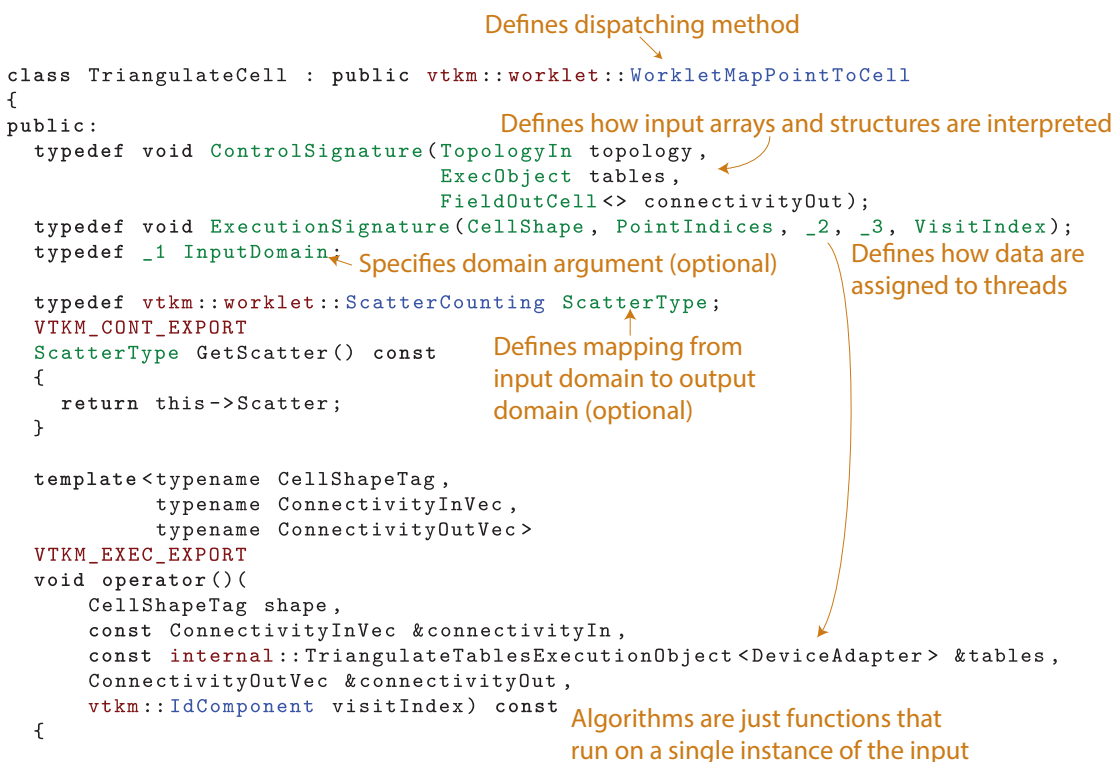 Defines dispatching method
class TriangulateCell : public vtkm::worklet::WorkletMapPointToCell
{
public:
Defines how input arrays and structures are interpreted
typedef void ControlSignature(TopologyIn topology,
ExecObject tables,
FieldOutCell<> connectivityOut);
typedef void ExecutionSignature(CellShape, PointIndices, _2, _3, VisitIndex);
typedef _1 InputDomain;
Specifies domain argument (optional)
Defines how data are
assigned to threads
typedef vtkm::worklet::ScatterCounting ScatterType;
VTKM_CONT_EXPORT
ScatterType GetScatter() const
{
return this->Scatter;
}
Defines mapping from
input domain to output
domain (optional)
template<typename CellShapeTag,
typename ConnectivityInVec,
typename ConnectivityOutVec>
VTKM_EXEC_EXPORT
void operator()(
CellShapeTag shape,
const ConnectivityInVec &connectivityIn,
const internal::TriangulateTablesExecutionObject<DeviceAdapter> &tables,
ConnectivityOutVec &connectivityOut,
vtkm::IdComponent visitIndex) const
{
Algorithms are just functions that
run on a single instance of the input